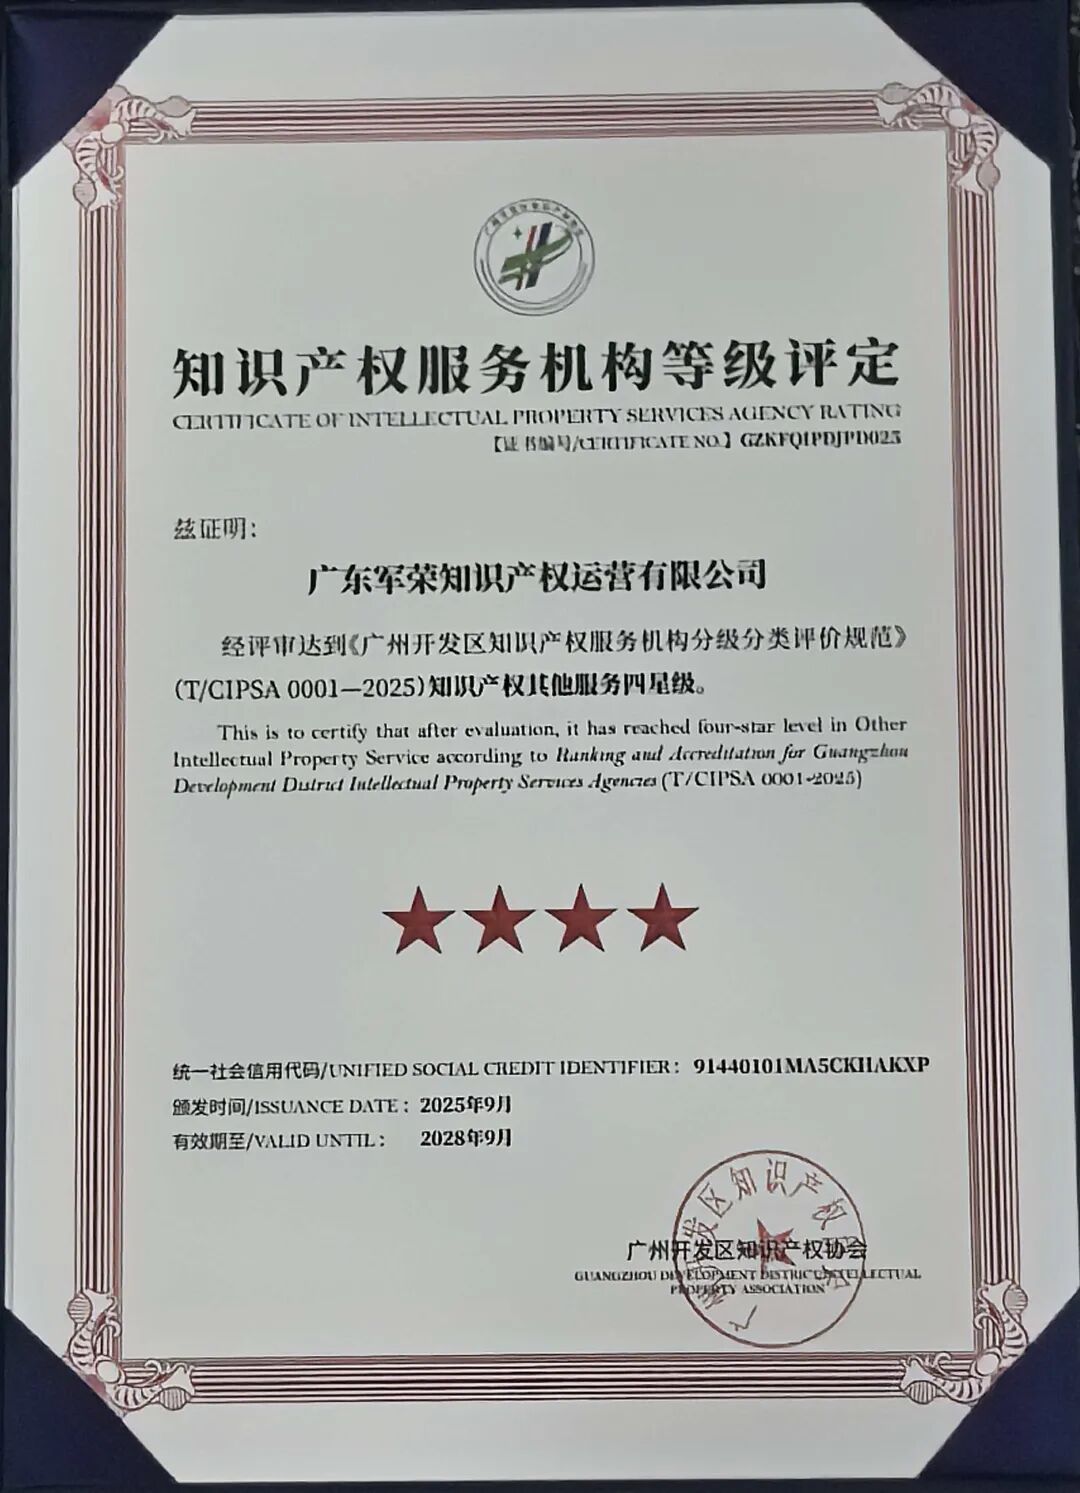 知识产权服务机构等级评定
CERTIFICATE OF INTELLECTUAL PROPERTY SERVICES AGENCY RATING
【证书编号/CERTIFICATE NO.】GZKFQIPDJPD025
兹证明：
广东军荣知识产权运营有限公司
经评审达到《广州开发区知识产权服务机构分级分类评价规范》
(T/CIPSA 0001—2025)知识产权其他服务四星级。
This is to certify that after evaluation, it has reached four-star level in Other
Intellectual Property Service according to Ranking and Accreditation for Guangzhou
Development District Intellectual Property Services Agencies (T/CIPSA 0001-2025)
统一社会信用代码/UNIFIED SOCIAL CREDIT IDENTIFIER：91440101MA5CKHAKXP
颁发时间/ISSUANCE DATE：2025年9月
有效期至/VALID UNTIL：2028年9月
广州开发区知识产权协会
GUANGZHOU DEVELOPMENT DISTRICT INTELLECTUAL
PROPERTY ASSOCIATION